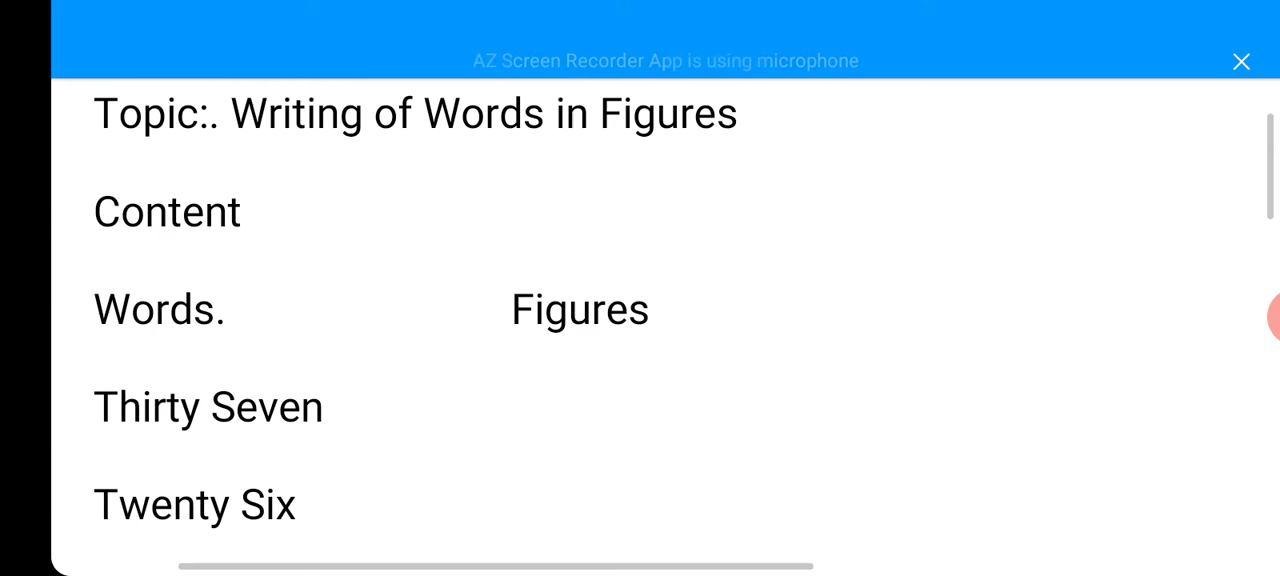 AZ Screen Recorder App is using microphone
Topic:. Writing of Words in Figures
Content
Words. Figures
Thirty Seven
Twenty Six